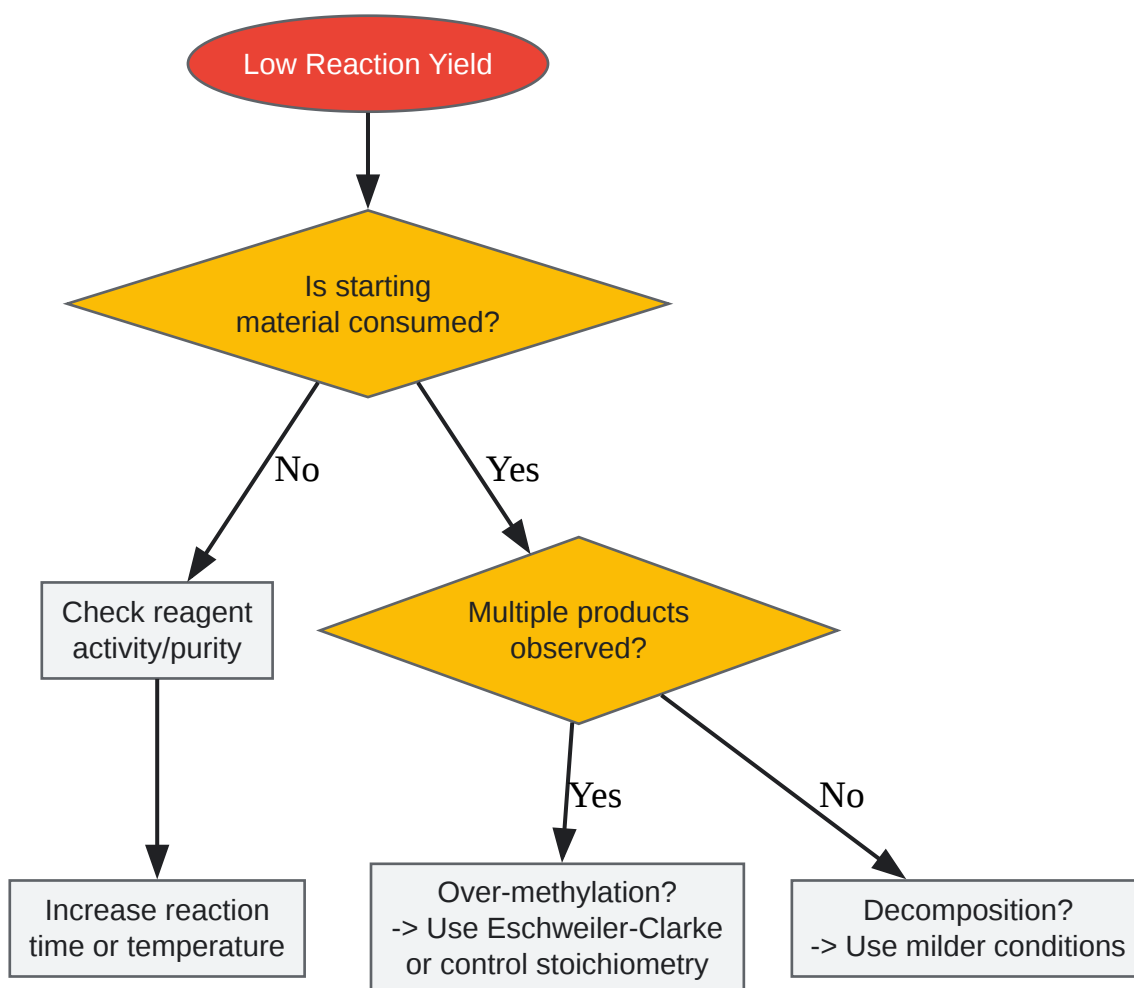 Low Reaction Yield
Is starting
material consumed?
No
Yes
Check reagent
activity/purity
Multiple products
observed?
Yes
No
Increase reaction
time or temperature
Over-methylation?
-> Use Eschweiler-Clarke
or control stoichiometry
Decomposition?
-> Use milder conditions